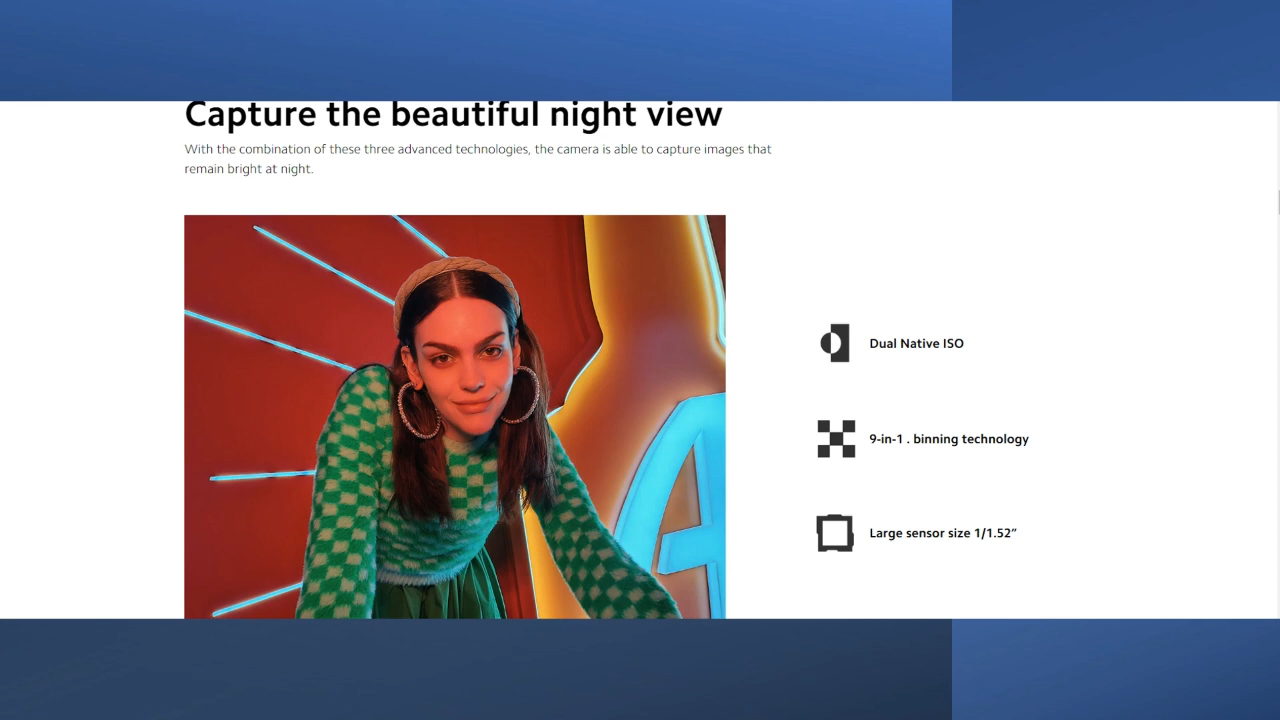 Capture the beautiful night view
With the combination of these three advanced technologies, the camera is able to capture images that
remain bright at night.
Dual Native ISO
9-in-1 . binning technology
Large sensor size 1/1.52"